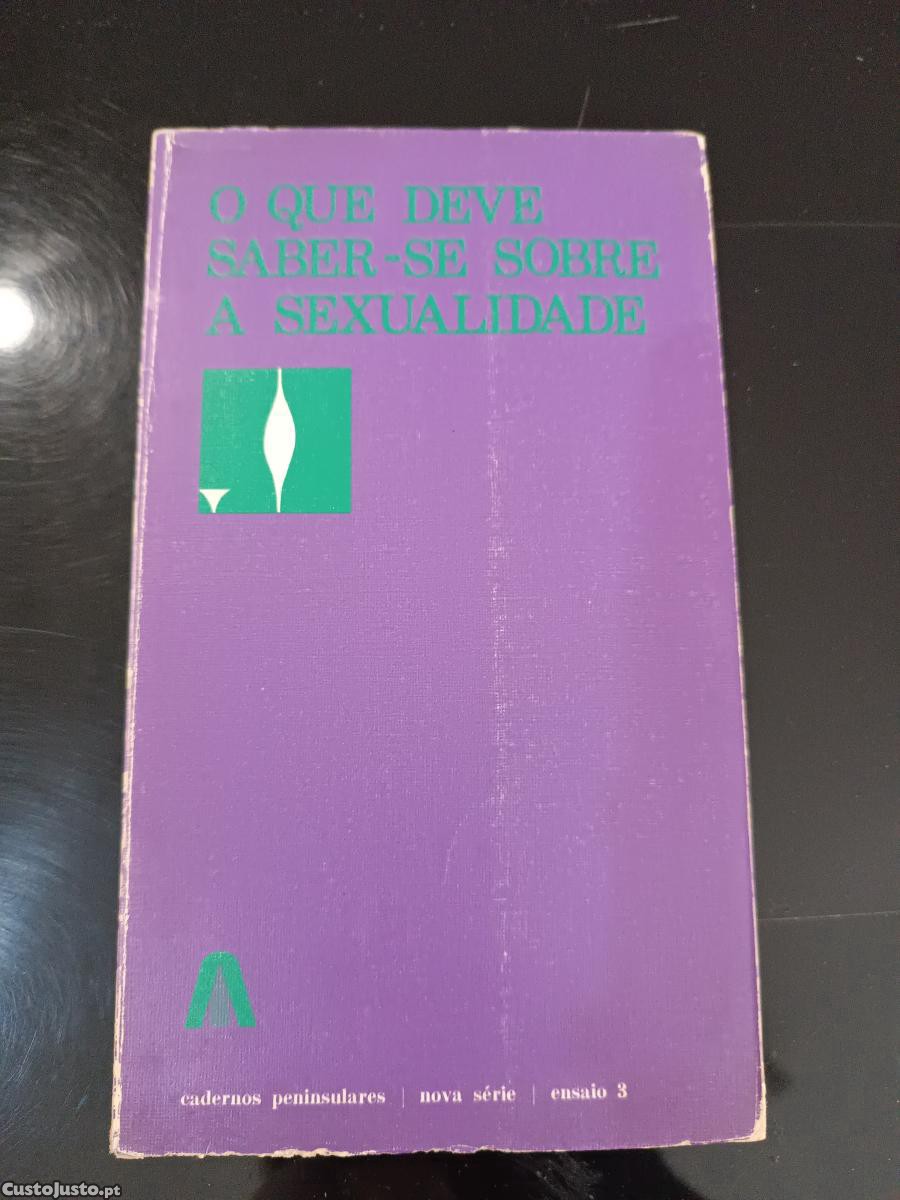 O QUE DEVE
SABER-SE SOBRE
A SEXUALIDADE
cadernos peninsulares | nova série | ensaio 3
CustoJusto.pt